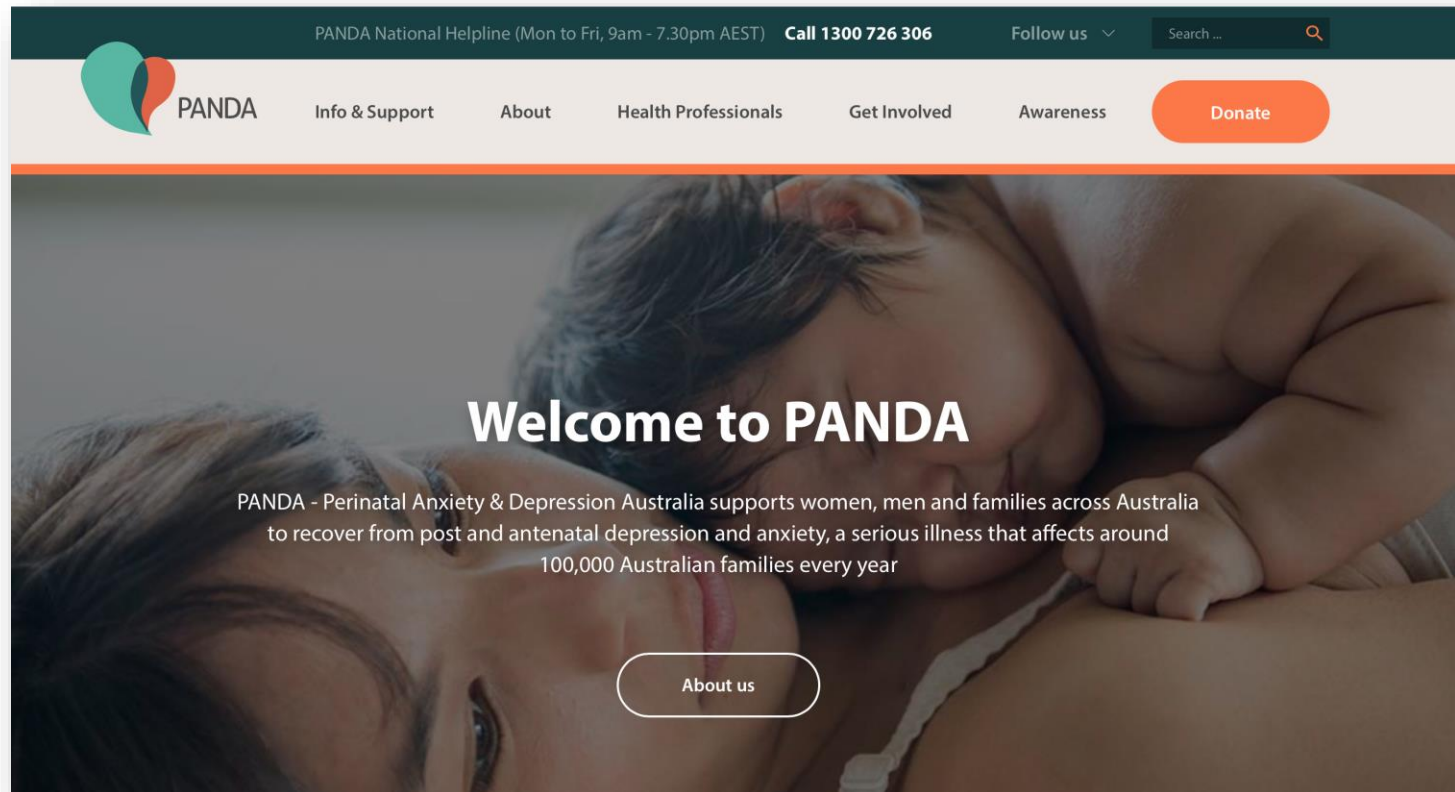 PANDA National Helpline (Mon to Fri, 9am - 7.30pm AEST) Call 1300 726 306 Follow us Search ...
PANDA Info & Support About Health Professionals Get Involved Awareness Donate
Welcome to PANDA
PANDA - Perinatal Anxiety & Depression Australia supports women, men and families across Australia
to recover from post and antenatal depression and anxiety, a serious illness that affects around
100,000 Australian families every year
About us